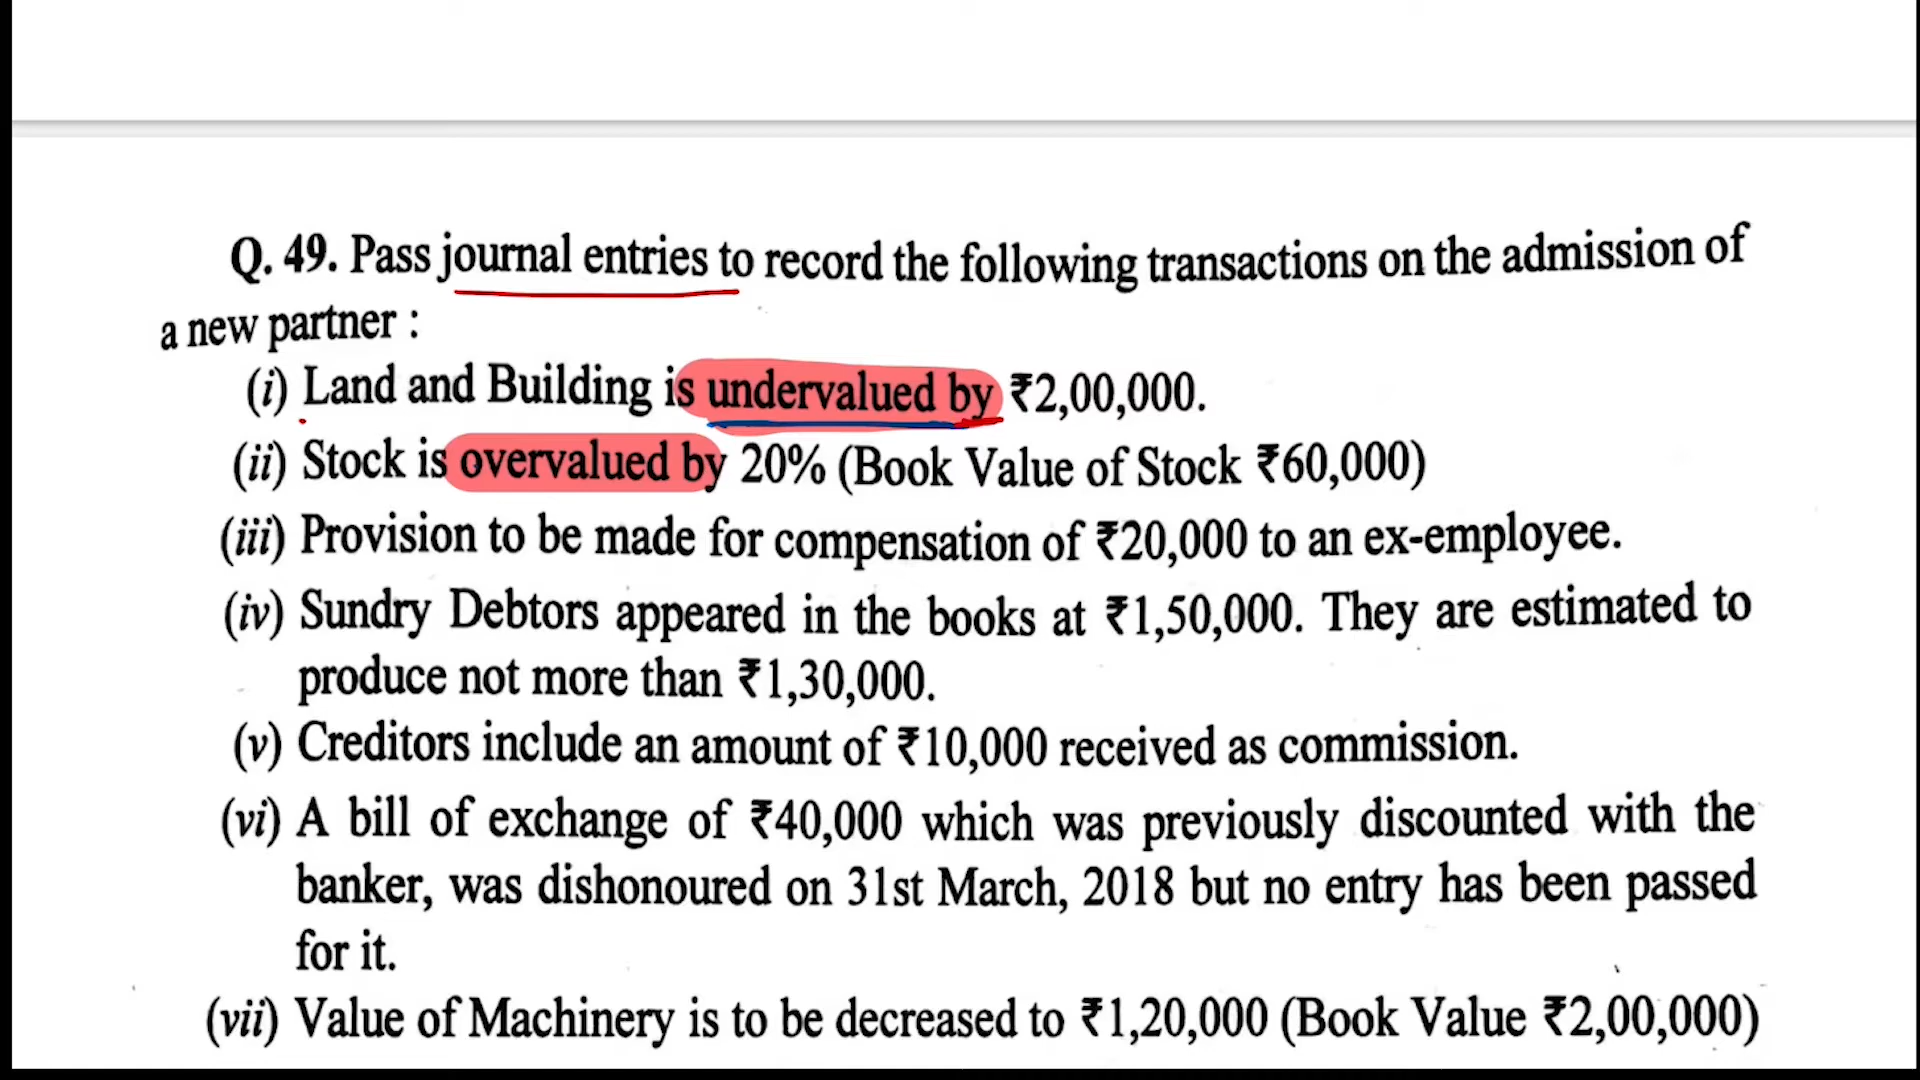 Q. 49. Pass journal entries to record the following transactions on the admission of
a new partner :
(i) Land and Building is undervalued by ₹2,00,000.
(ii) Stock is overvalued by 20% (Book Value of Stock ₹60,000)
(iii) Provision to be made for compensation of ₹20,000 to an ex-employee.
(iv) Sundry Debtors appeared in the books at ₹1,50,000. They are estimated to
produce not more than ₹1,30,000.
(v) Creditors include an amount of ₹10,000 received as commission.
(vi) A bill of exchange of ₹40,000 which was previously discounted with the
banker, was dishonoured on 31st March, 2018 but no entry has been passed
for it.
(vii) Value of Machinery is to be decreased to ₹1,20,000 (Book Value ₹2,00,000)